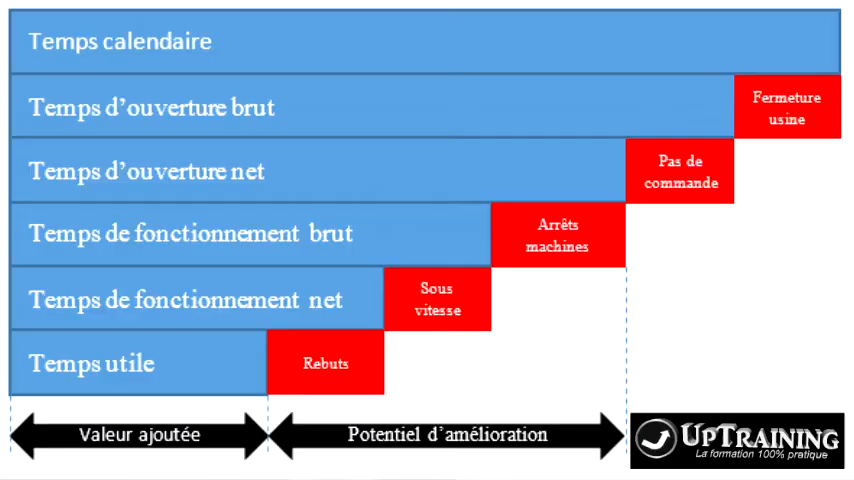 Temps calendaire
Temps d’ouverture brut
Fermeture
usine
Temps d’ouverture net
Pas de
commande
Temps de fonctionnement brut
Arrêts
machines
Temps de fonctionnement net
Sous
vitesse
Temps utile
Rebuts
Valeur ajoutée
Potentiel d’amélioration
UPTRAINING
La formation 100% pratique